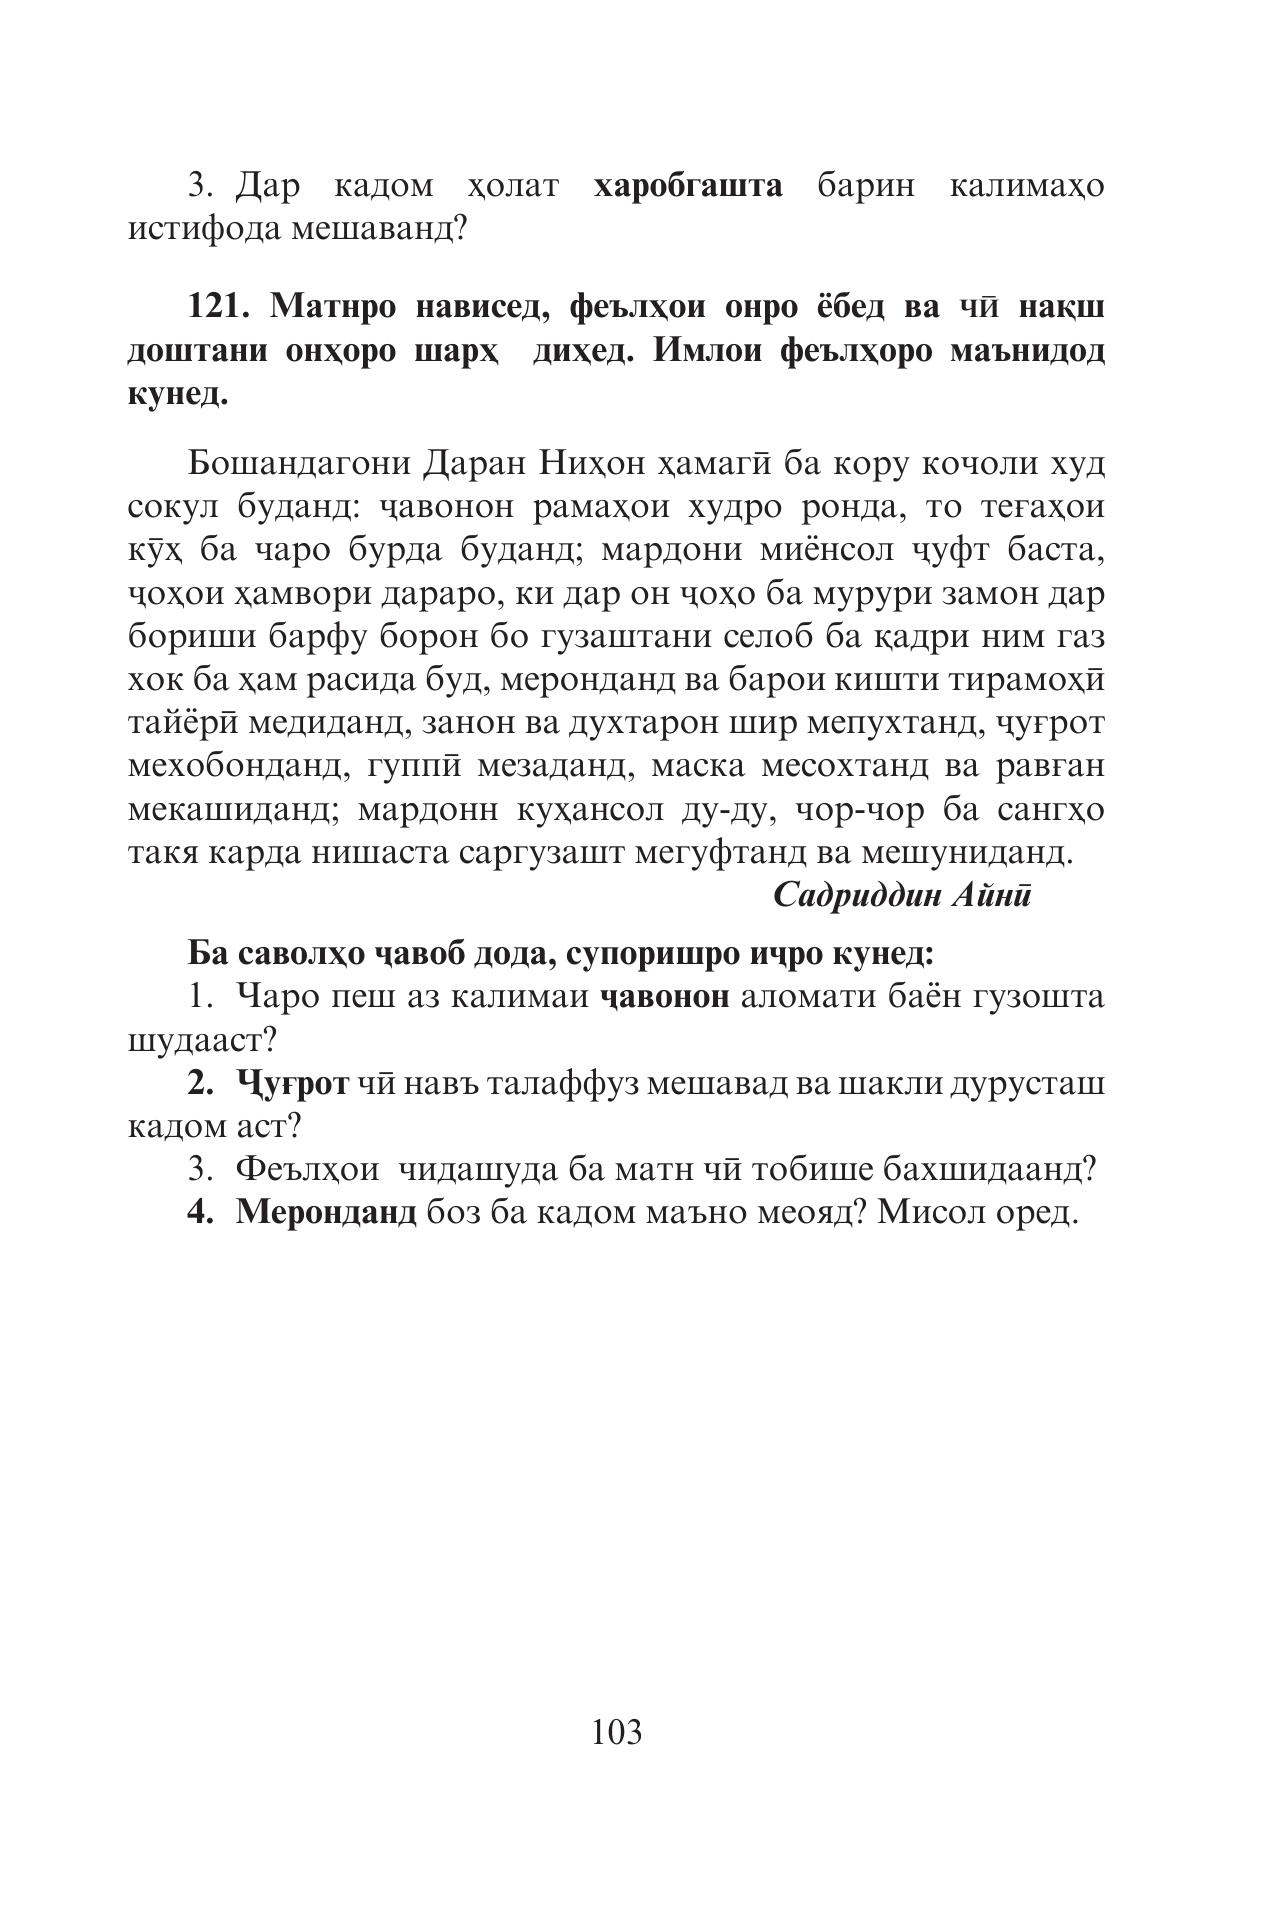 3. Дар кадом ҳолат харобгашта барин калимаҳо
истифода мешаванд?
121. Матнро нависед, феълҳои онро ёбед ва чӣ нақш
доштани онҳоро шарҳ диҳед. Имлои феълҳоро маънидод
кунед.
Бошандагони Даран Ниҳон ҳамагӣ ба кору кочоли худ
сокул буданд: ҷавонон рамаҳои худро ронда, то теғаҳои
кӯҳ ба чаро бурда буданд; мардони миёнсол ҷуфт баста,
ҷоҳои ҳамвори дараро, ки дар он ҷоҳо ба мурури замон дар
бориши барфу борон бо гузаштани селоб ба қадри ним газ
хок ба ҳам расида буд, меронданд ва барои кишти тирамоҳӣ
тайёрӣ медиданд, занон ва духтарон шир мепухтанд, ҷуғрот
мехобонданд, гуппӣ мезаданд, маска месохтанд ва равған
мекашиданд; мардонн куҳансол ду-ду, чор-чор ба сангҳо
такя карда нишаста саргузашт мегуфтанд ва мешуниданд.
Садриддин Айнӣ
Ба саволҳо ҷавоб дода, супоришро иҷро кунед:
1. Чаро пеш аз калимаи ҷавонон аломати баён гузошта
шудааст?
2. Ҷуғрот чӣ навъ талаффуз мешавад ва шакли дурусташ
кадом аст?
3. Феълҳои чидашуда ба матн чӣ тобише бахшидаанд?
4. Меронданд боз ба кадом маъно меояд? Мисол оред.
103